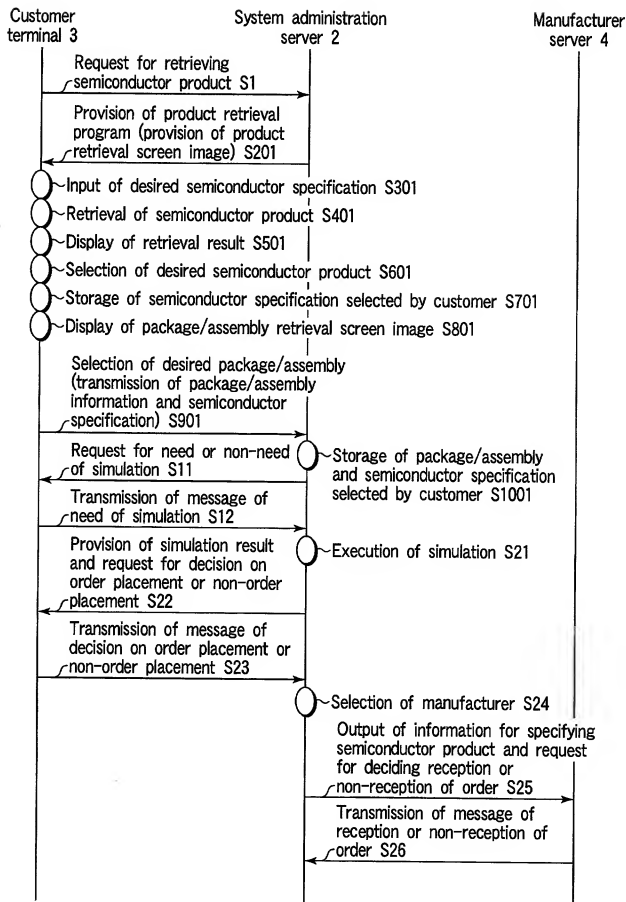 Customer
terminal 3
System administration
server 2
Manufacturer
server 4
Request for retrieving
semiconductor product S1
Provision of product retrieval
program (provision of product
retrieval screen image) S201
Input of desired semiconductor specification S301
Retrieval of semiconductor product S401
Display of retrieval result S501
Selection of desired semiconductor product S601
Storage of semiconductor specification selected by customer S701
Display of package/assembly retrieval screen image S801
Selection of desired package/assembly
(transmission of package/assembly
information and semiconductor
specification) S901
Request for need or non-need
of simulation S11
Storage of package/assembly
and semiconductor specification
selected by customer S1001
Transmission of message of
need of simulation S12
Execution of simulation S21
Provision of simulation result
and request for decision on
order placement or non-order
placement S22
Transmission of message of
decision on order placement or
non-order placement S23
Selection of manufacturer S24
Output of information for specifying
semiconductor product and request
for deciding reception or
non-reception of order S25
Transmission of message of
reception or non-reception of
order S26